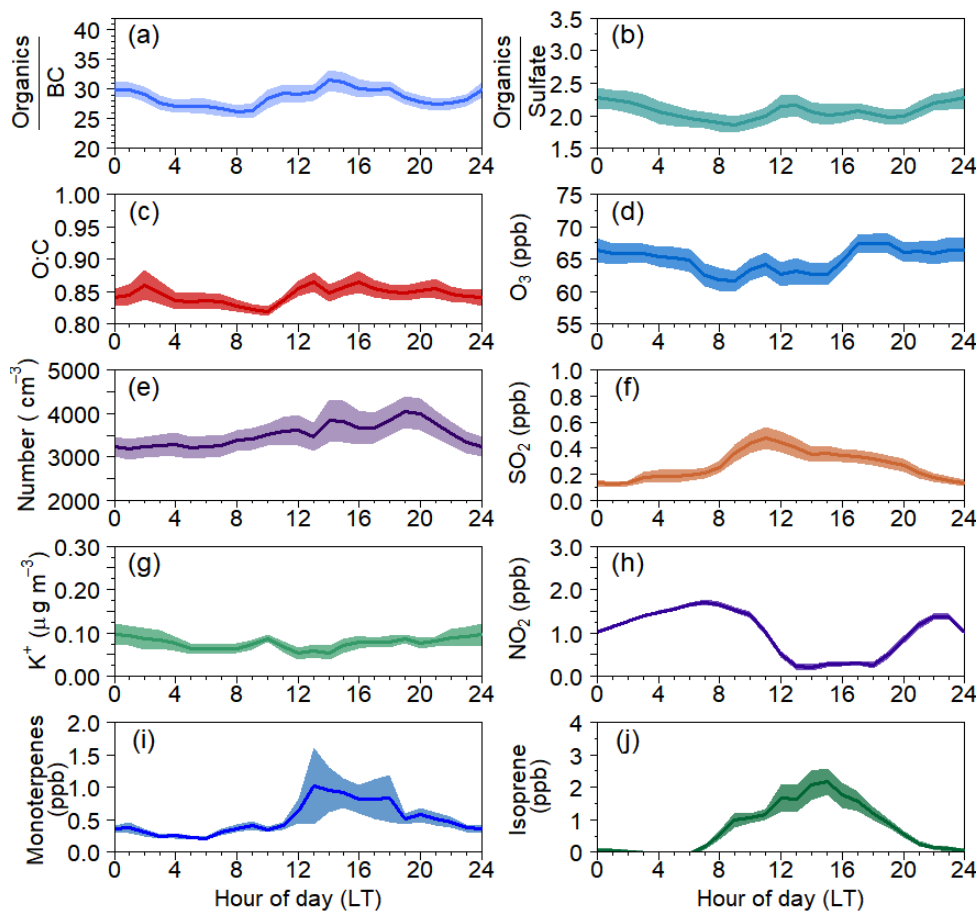 (a)
Organics
BC
40
35
30
25
20
0 4 8 12 16 20 24
(b)
Organics
Sulfate
3.5
3.0
2.5
2.0
1.5
0 4 8 12 16 20 24
(c)
O:C
1.00
0.95
0.90
0.85
0.80
0 4 8 12 16 20 24
(d)
O₃ (ppb)
75
70
65
60
55
0 4 8 12 16 20 24
(e)
Number ( cm⁻³)
5000
4000
3000
2000
0 4 8 12 16 20 24
(f)
SO₂ (ppb)
1.0
0.8
0.6
0.4
0.2
0.0
0 4 8 12 16 20 24
(g)
K⁺ (μ g m⁻³)
0.30
0.20
0.10
0.00
0 4 8 12 16 20 24
(h)
NO₂ (ppb)
3.0
2.0
1.0
0.0
0 4 8 12 16 20 24
(i)
Monoterpenes
(ppb)
2.0
1.5
1.0
0.5
0.0
0 4 8 12 16 20 24
Hour of day (LT)
(j)
Isoprene
(ppb)
4
3
2
1
0
0 4 8 12 16 20 24
Hour of day (LT)